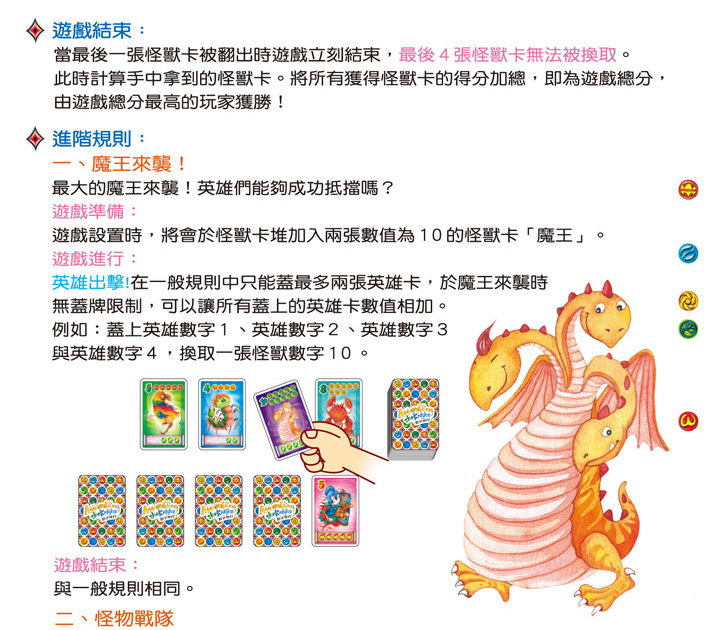 遊戲結束：
當最後一張怪獸卡被翻出時遊戲立刻結束，最後4張怪獸卡無法被換取。
此時計算手中拿到的怪獸卡。將所有獲得怪獸卡的得分加總，即為遊戲總分，
由遊戲總分最高的玩家獲勝！
進階規則：
一、魔王來襲！
最大的魔王來襲！英雄們能夠成功抵擋嗎？
遊戲準備：
遊戲設置時，將會於怪獸卡堆加入兩張數值為10的怪獸卡「魔王」。
遊戲進行：
英雄出擊!在一般規則中只能蓋最多兩張英雄卡，於魔王來襲時
無蓋牌限制，可以讓所有蓋上的英雄卡數值相加。
例如：蓋上英雄數字1、英雄數字2、英雄數字3
與英雄數字4，換取一張怪獸數字10。
5
4
5
遊戲結束：
與一般規則相同。
二、怪物戰隊